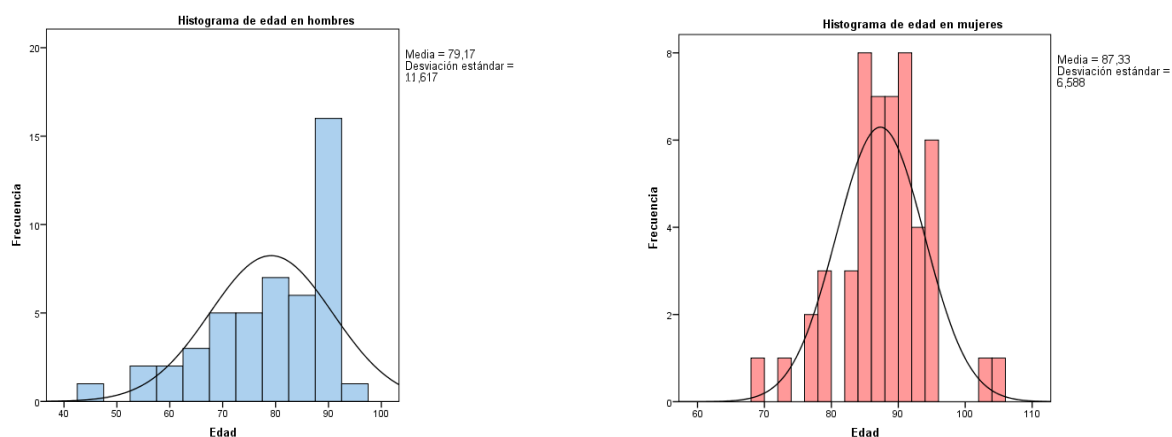 Histograma de edad en hombres
20
15
10
5
0
Frecuencia
40 50 60 70 80 90 100
Edad
Media = 79,17
Desviación estándar =
11,617
Histograma de edad en mujeres
8
6
4
2
0
Frecuencia
60 70 80 90 100 110
Edad
Media = 87,33
Desviación estándar =
6,588